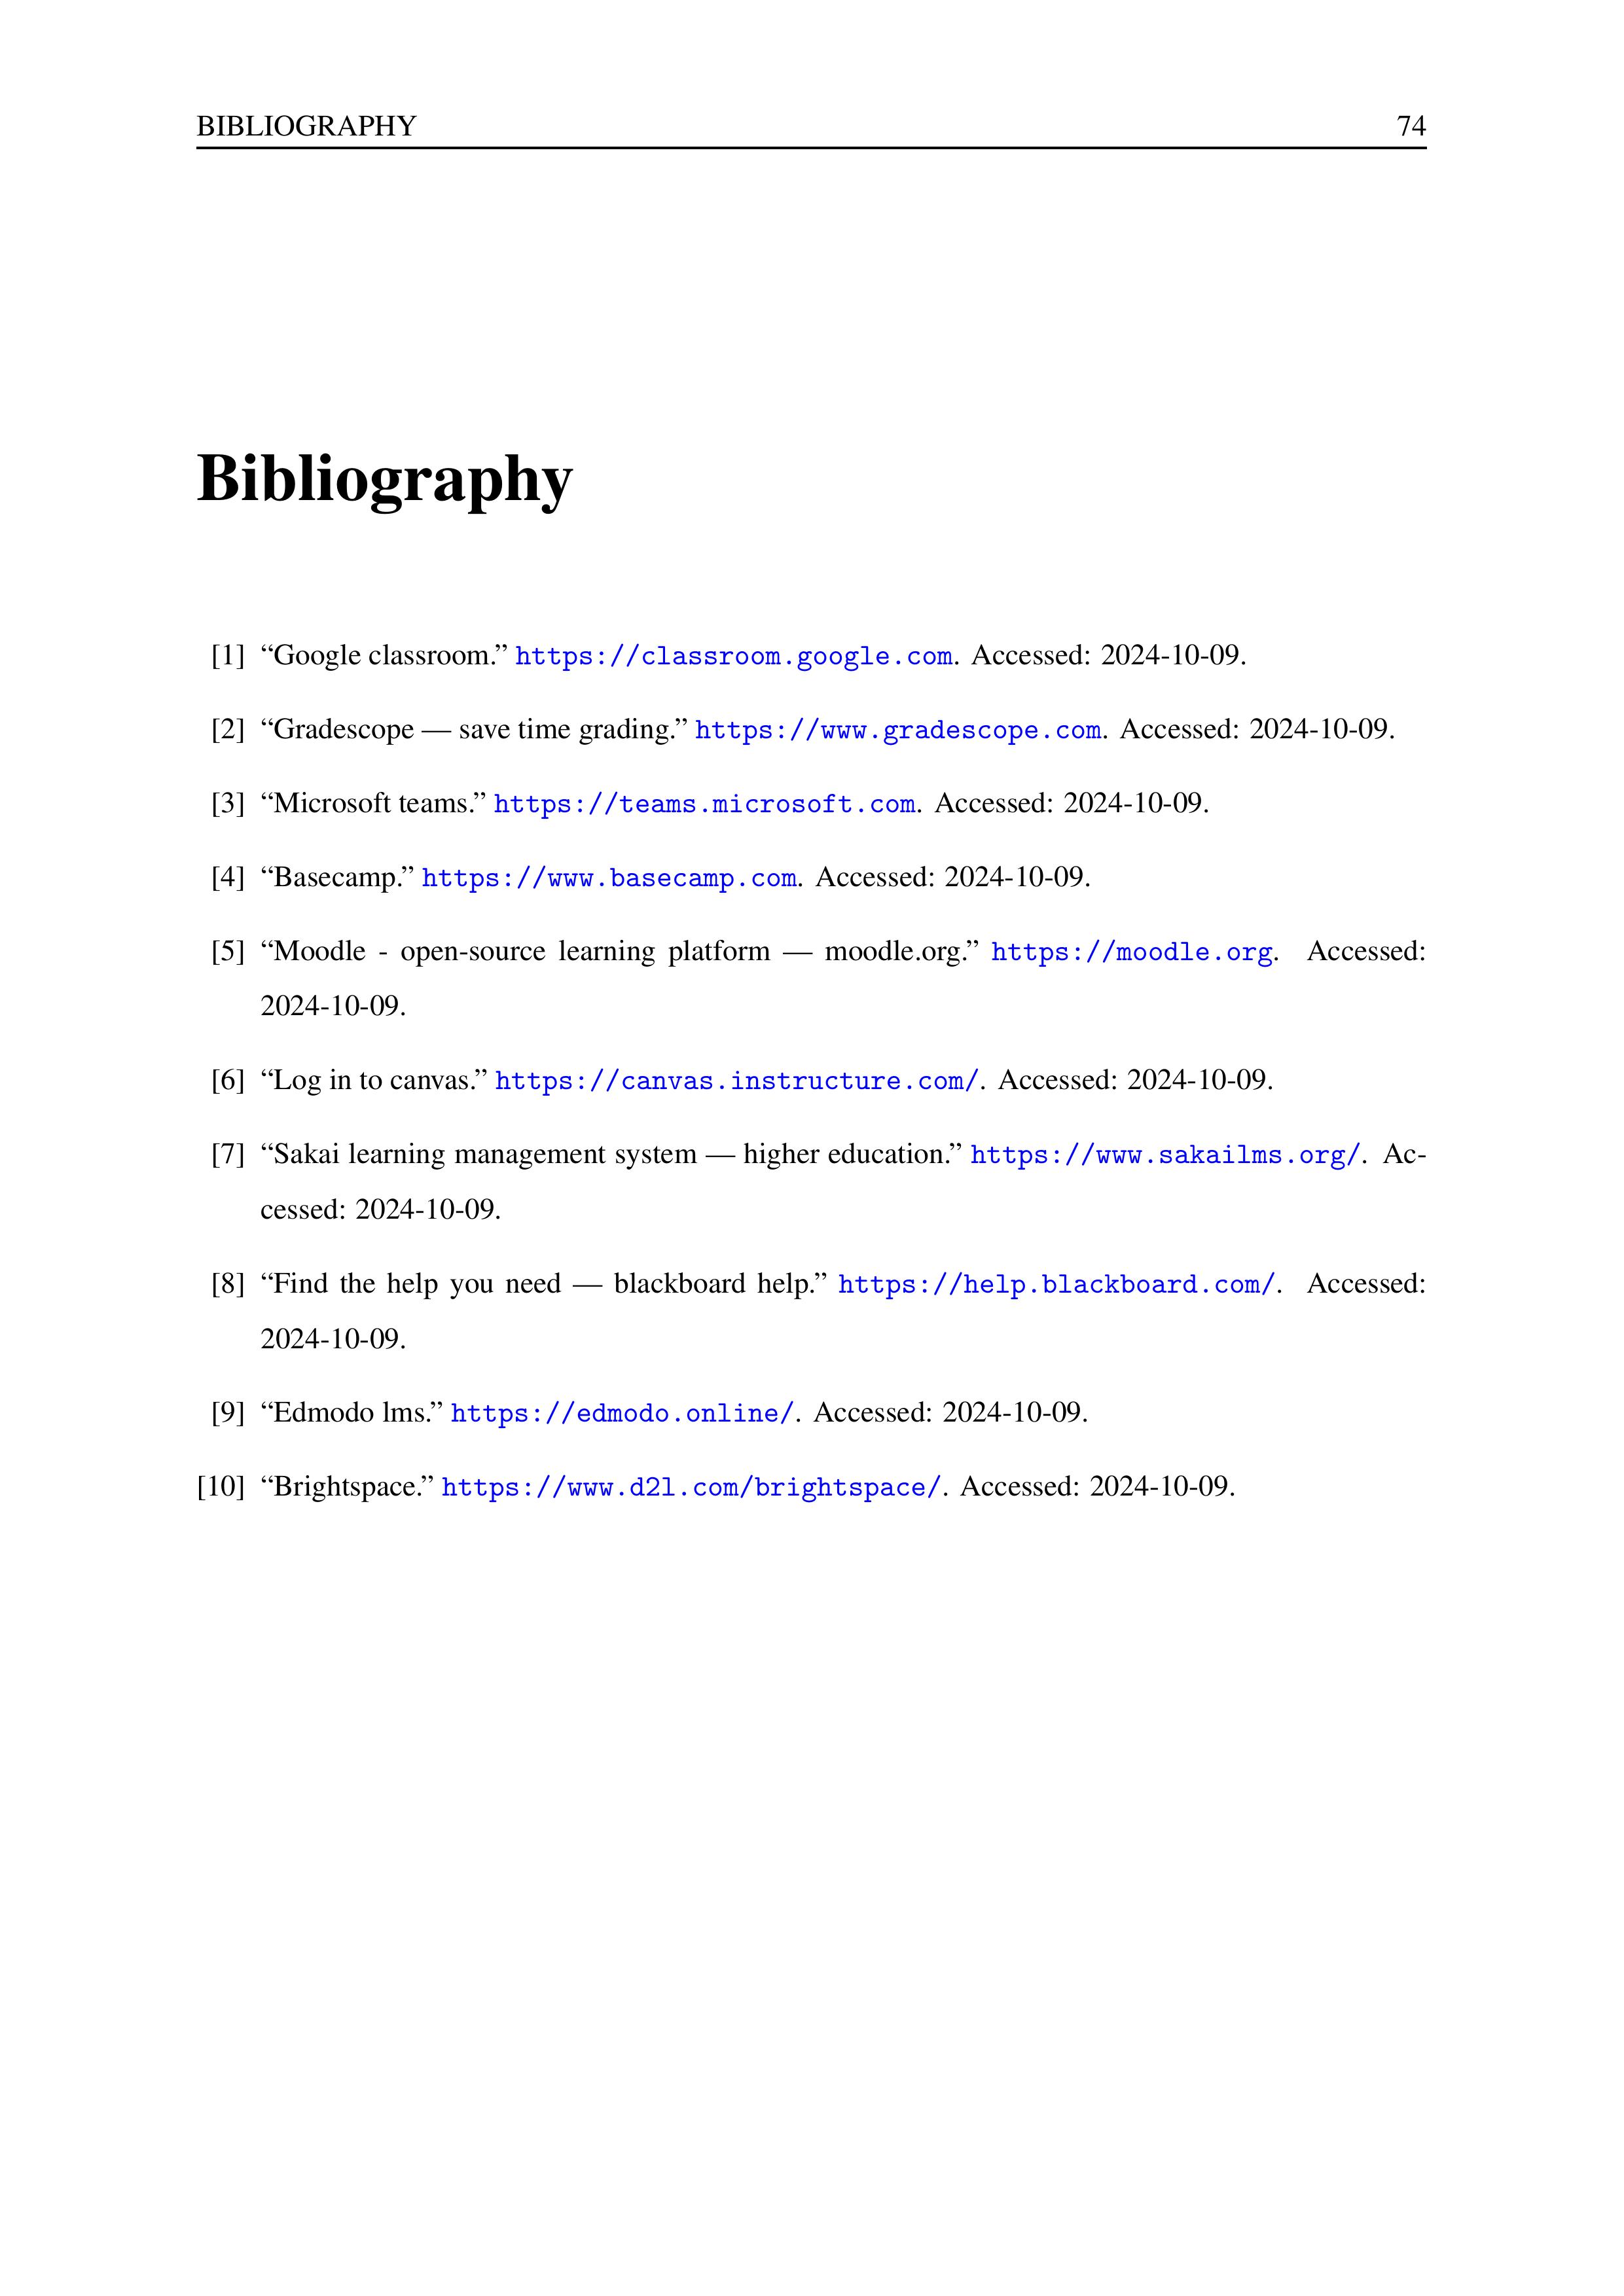 BIBLIOGRAPHY 74
Bibliography
[1] “Google classroom.” https://classroom.google.com. Accessed: 2024-10-09.
[2] “Gradescope — save time grading.” https://www.gradescope.com. Accessed: 2024-10-09.
[3] “Microsoft teams.” https://teams.microsoft.com. Accessed: 2024-10-09.
[4] “Basecamp.” https://www.basecamp.com. Accessed: 2024-10-09.
[5] “Moodle - open-source learning platform — moodle.org.” https://moodle.org. Accessed:
2024-10-09.
[6] “Log in to canvas.” https://canvas.instructure.com/. Accessed: 2024-10-09.
[7] “Sakai learning management system — higher education.” https://www.sakailms.org/. Ac-
cessed: 2024-10-09.
[8] “Find the help you need — blackboard help.” https://help.blackboard.com/. Accessed:
2024-10-09.
[9] “Edmodo lms.” https://edmodo.online/. Accessed: 2024-10-09.
[10] “Brightspace.” https://www.d2l.com/brightspace/. Accessed: 2024-10-09.